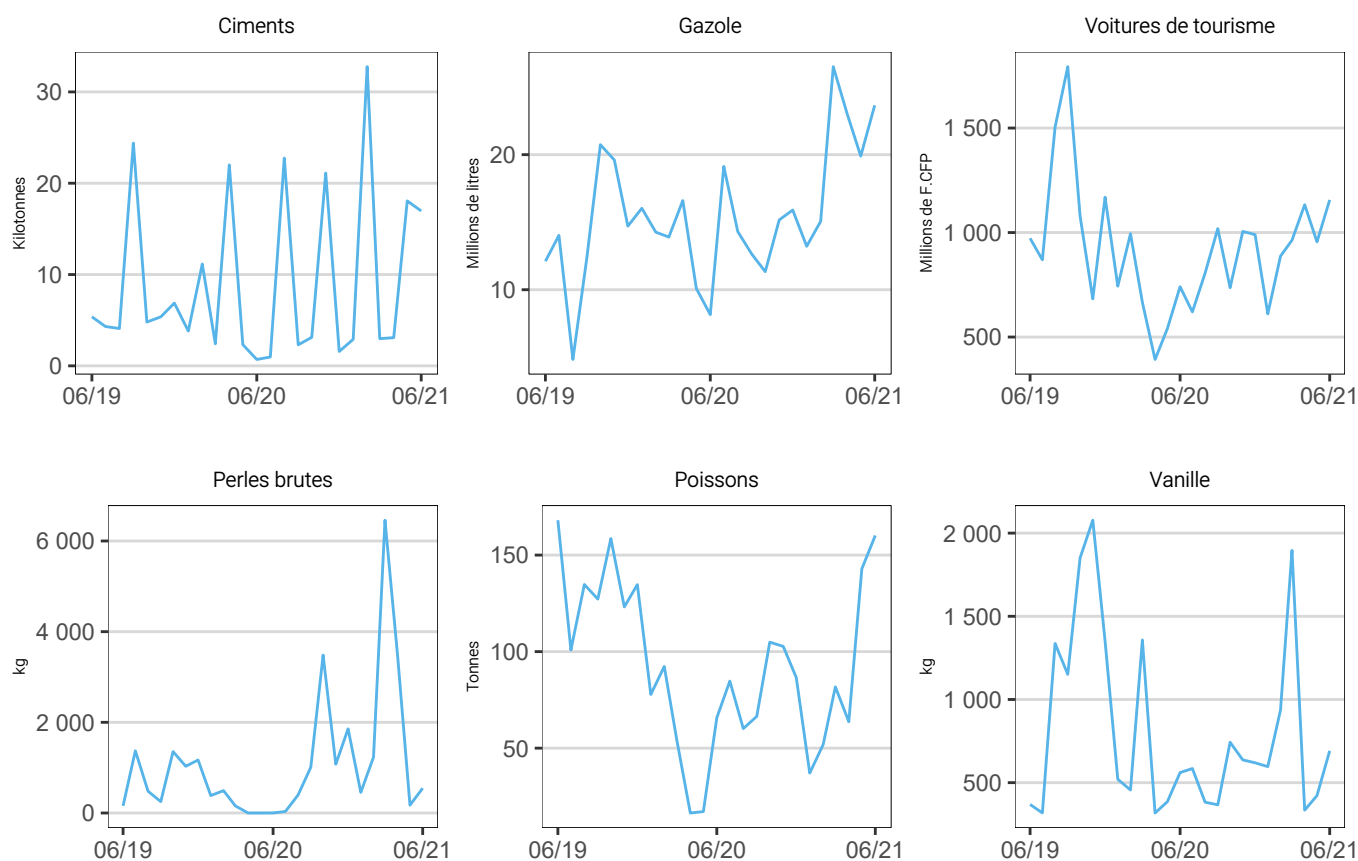 Ciments
Kilotonnes
30
20
10
0
06/19 06/20 06/21
Gazole
Millions de litres
20
10
06/19 06/20 06/21
Voitures de tourisme
Millions de F.CFP
1 500
1 000
500
06/19 06/20 06/21
Perles brutes
kg
6 000
4 000
2 000
0
06/19 06/20 06/21
Poissons
Tonnes
150
100
50
06/19 06/20 06/21
Vanille
kg
2 000
1 500
1 000
500
06/19 06/20 06/21